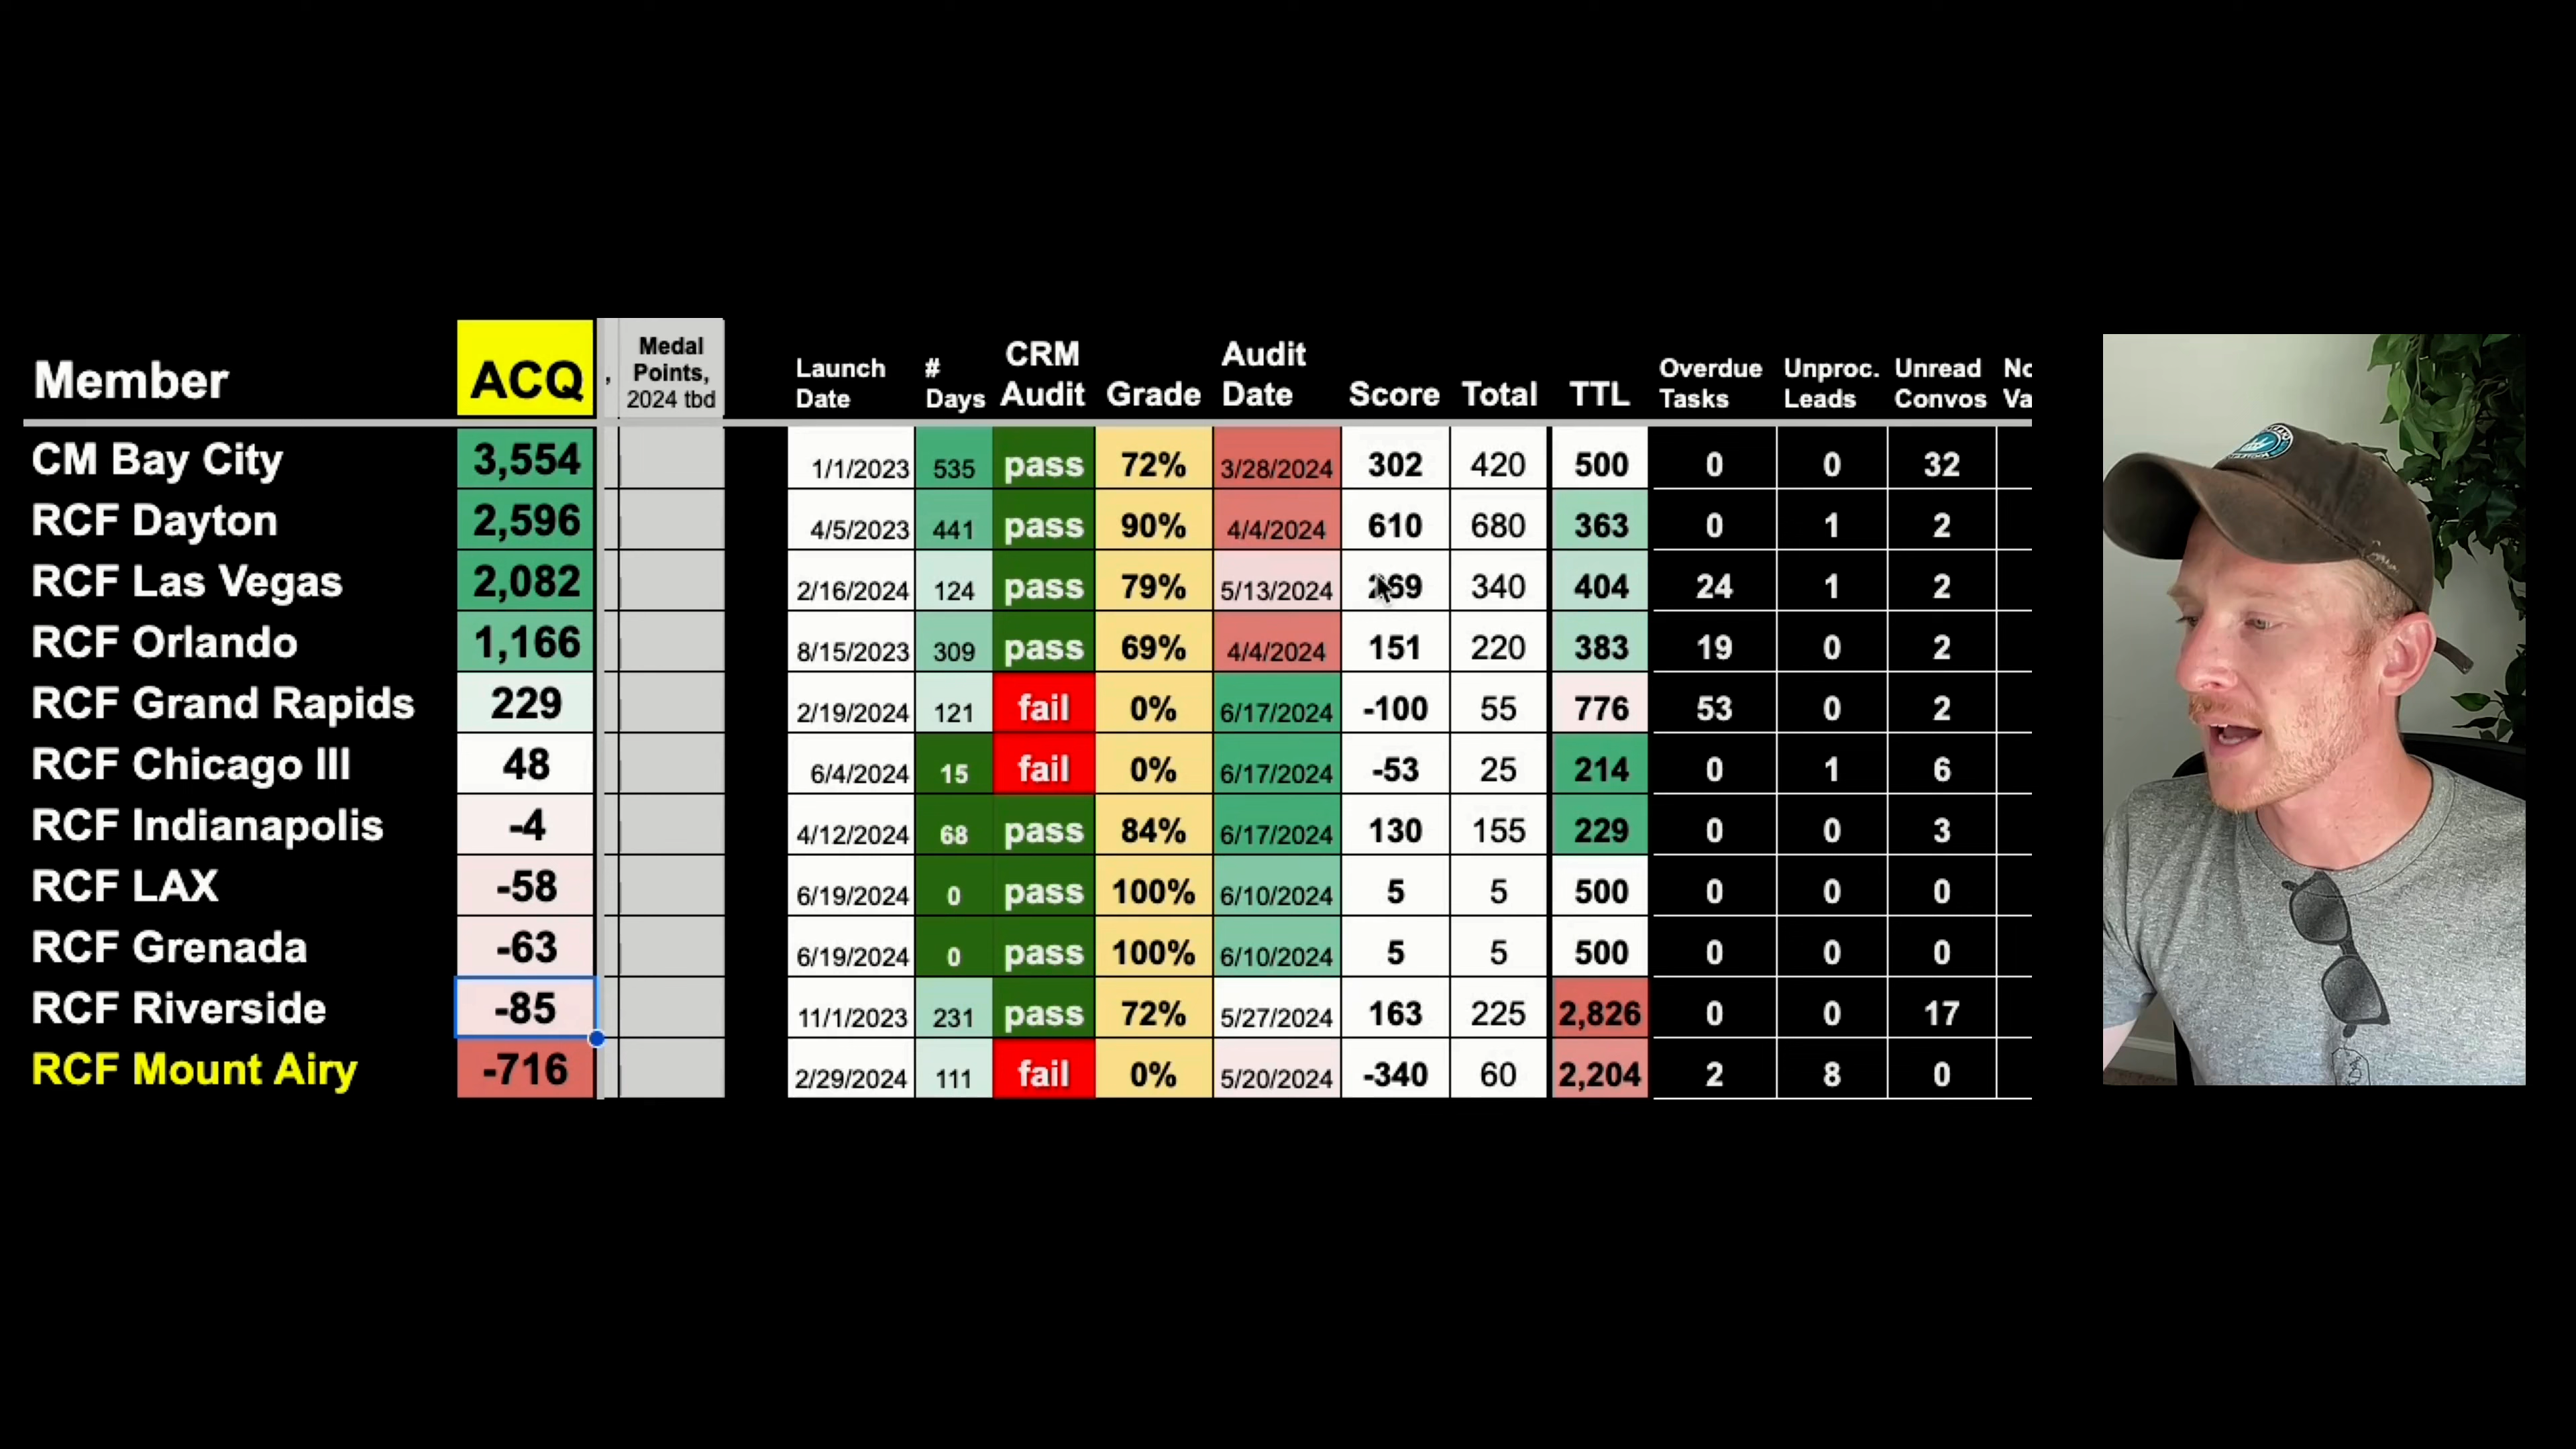 Member ACQ , Medal Points, 2024 tbd Launch Date # Days CRM Audit Grade Audit Date Score Total TTL Overdue Tasks Unproc. Leads Unread Convos
CM Bay City 3,554 1/1/2023 535 pass 72% 3/28/2024 302 420 500 0 0 32
RCF Dayton 2,596 4/5/2023 441 pass 90% 4/4/2024 610 680 363 0 1 2
RCF Las Vegas 2,082 2/16/2024 124 pass 79% 5/13/2024 269 340 404 24 1 2
RCF Orlando 1,166 8/15/2023 309 pass 69% 4/4/2024 151 220 383 19 0 2
RCF Grand Rapids 229 2/19/2024 121 fail 0% 6/17/2024 -100 55 776 53 0 2
RCF Chicago III 48 6/4/2024 15 fail 0% 6/17/2024 -53 25 214 0 1 6
RCF Indianapolis -4 4/12/2024 68 pass 84% 6/17/2024 130 155 229 0 0 3
RCF LAX -58 6/19/2024 0 pass 100% 6/10/2024 5 5 500 0 0 0
RCF Grenada -63 6/19/2024 0 pass 100% 6/10/2024 5 5 500 0 0 0
RCF Riverside -85 11/1/2023 231 pass 72% 5/27/2024 163 225 2,826 0 0 17
RCF Mount Airy -716 2/29/2024 111 fail 0% 5/20/2024 -340 60 2,204 2 8 0